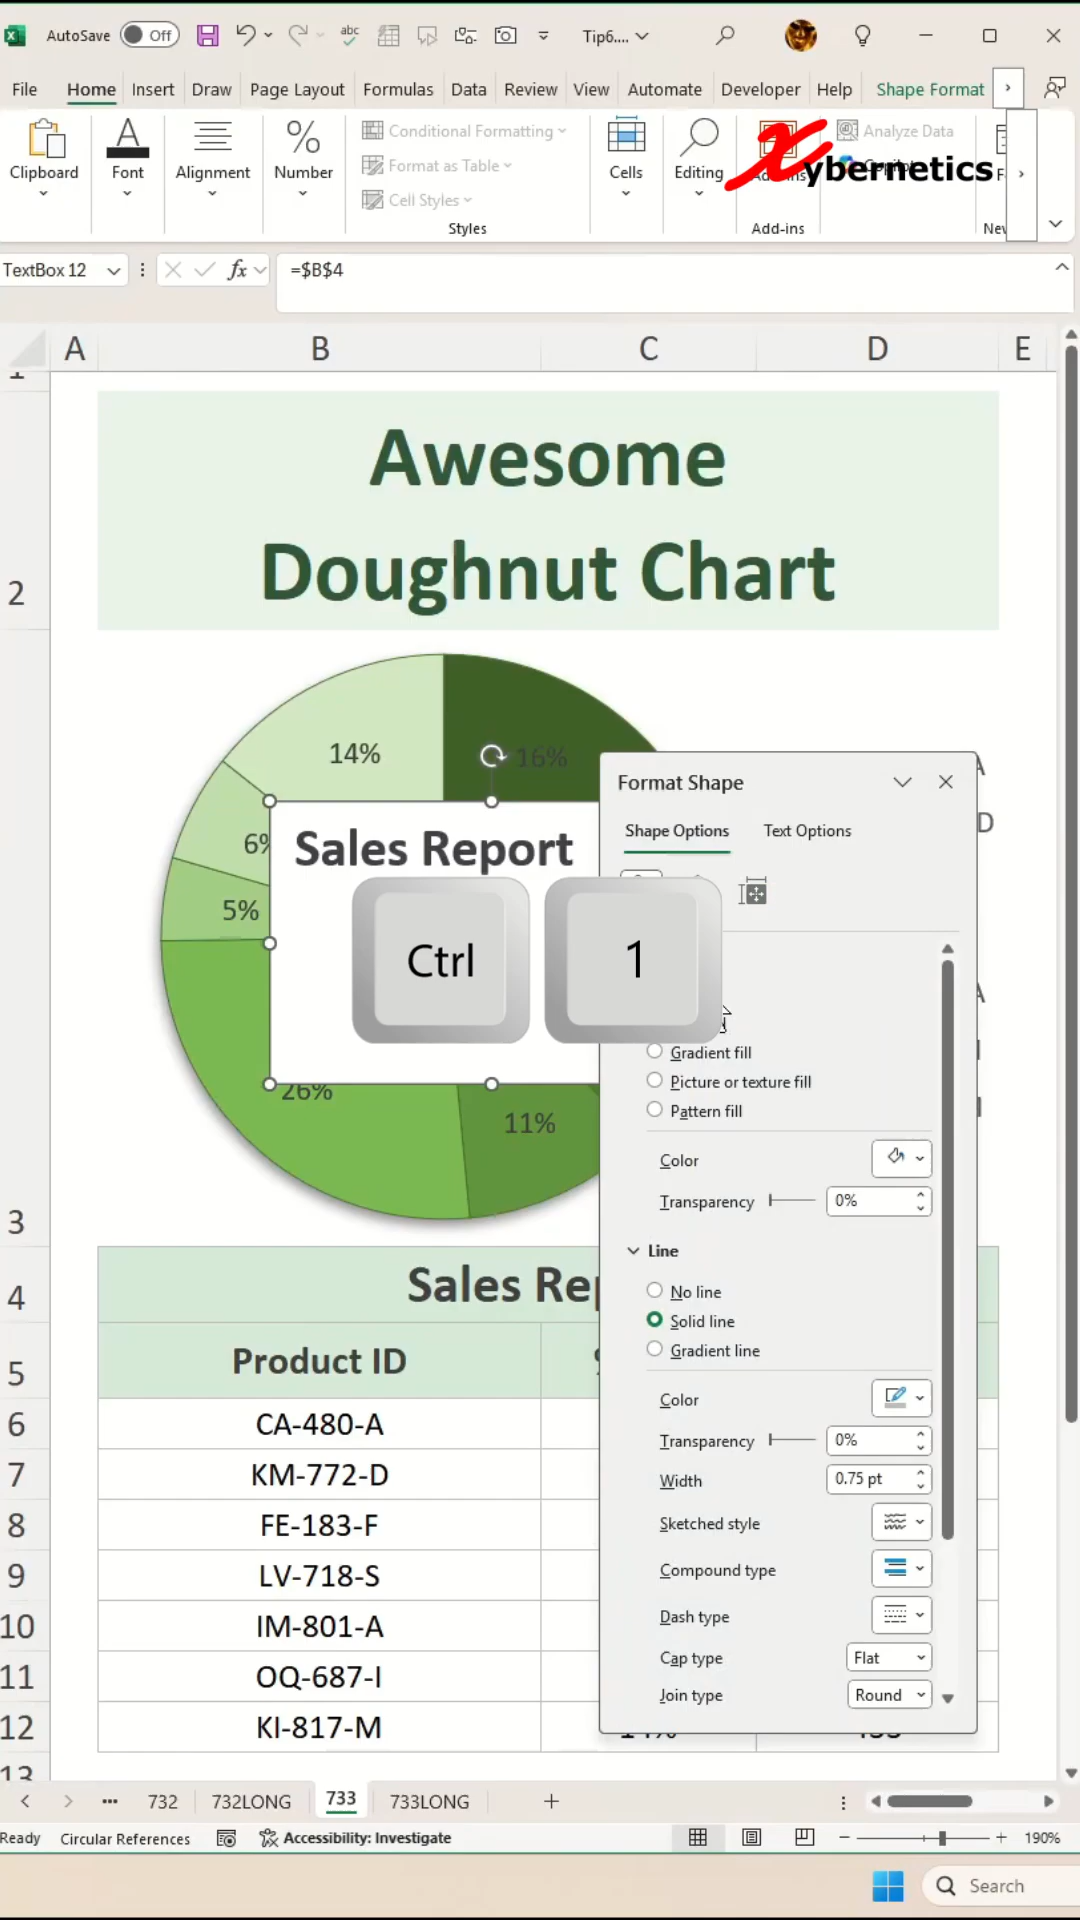 AutoSave Off Tip6....
File Home Insert Draw Page Layout Formulas Data Review View Automate Developer Help Shape Format
Clipboard Font Alignment Number Conditional Formatting Format as Table Cell Styles Cells Editing Analyze Data
Xybernetics
Styles Add-ins
TextBox 12 fx =$B$4
A B C D E
1
2
3
4
5
6
7
8
9
10
11
12
13
Awesome
Doughnut Chart
14% 16%
6%
5%
26%
11%
Sales Report
Ctrl 1
Format Shape
Shape Options Text Options
Gradient fill
Picture or texture fill
Pattern fill
Color
Transparency 0%
Line
No line
Solid line
Gradient line
Color
Transparency 0%
Width 0.75 pt
Sketched style
Compound type
Dash type
Cap type Flat
Join type Round
A
D
A
Sales Re
Product ID
CA-480-A
KM-772-D
FE-183-F
LV-718-S
IM-801-A
OQ-687-I
KI-817-M
732 732LONG 733 733LONG
Ready Circular References Accessibility: Investigate 190%
Search